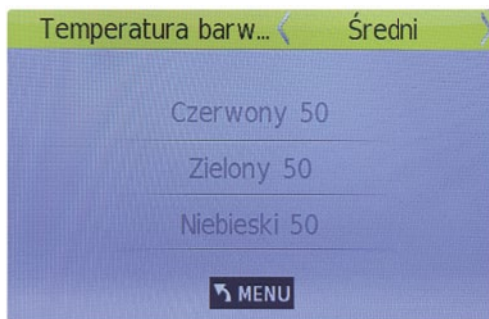 Temperatura barw... Średni
Czerwony 50
Zielony 50
Niebieski 50
MENU